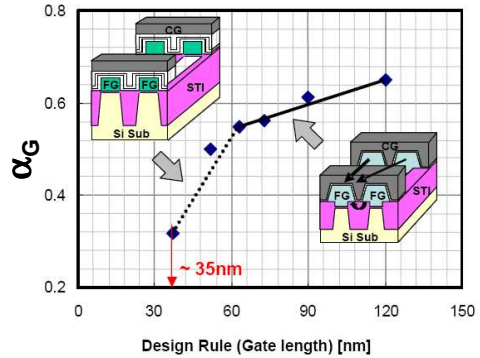 0.8
0.6
0.4
0.2
αG
CG
FG
FG
STI
Si Sub
CG
FG
FG
STI
Si Sub
~ 35nm
0
30
60
90
120
150
Design Rule (Gate length) [nm]